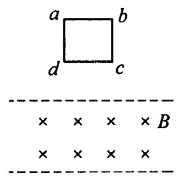 a b
d c
× × × × B
× × × ×